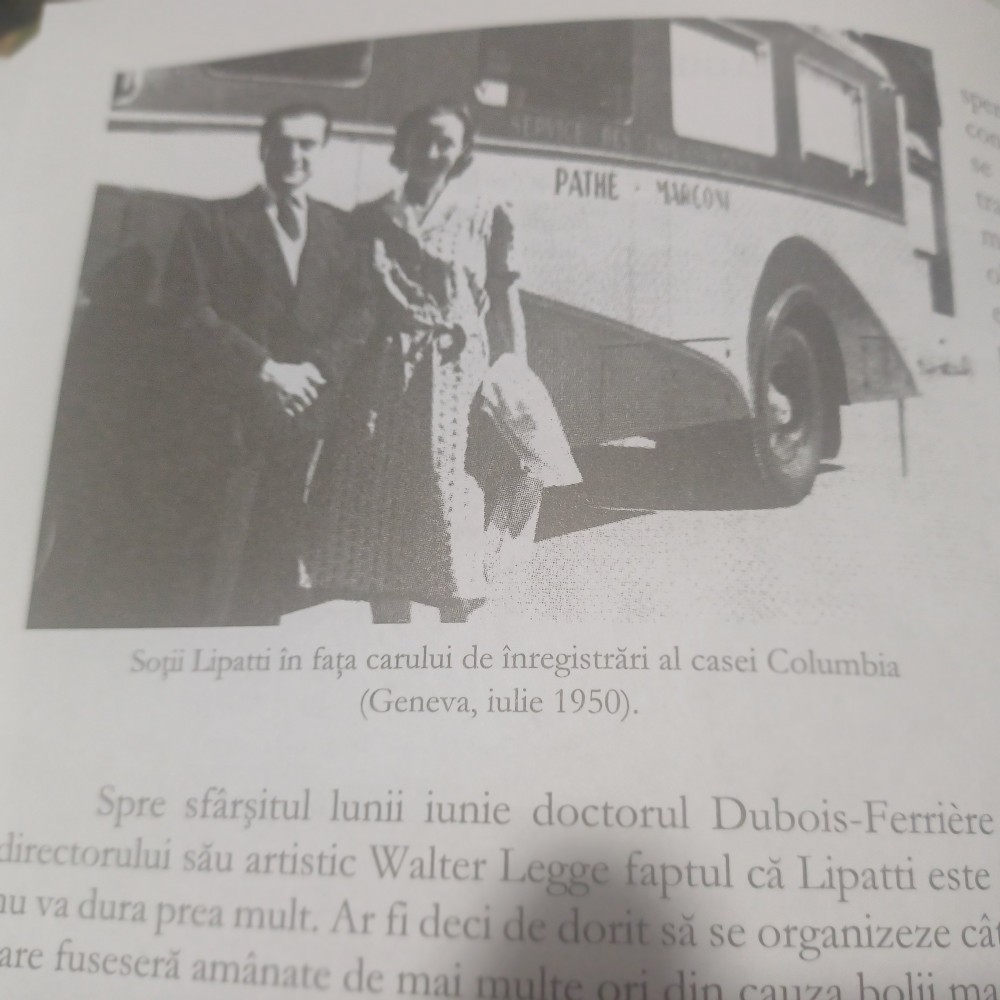 SERVICE DES
PATHE · MARCONI
Soții Lipatti în fața carului de înregistrări al casei Columbia
(Geneva, iulie 1950).
Spre sfârșitul lunii iunie doctorul Dubois-Ferrière
directorului său artistic Walter Legge faptul că Lipatti este
nu va dura prea mult. Ar fi deci de dorit să se organizeze cât
are fuseseră amânate de mai multe ori din cauza bolii ma